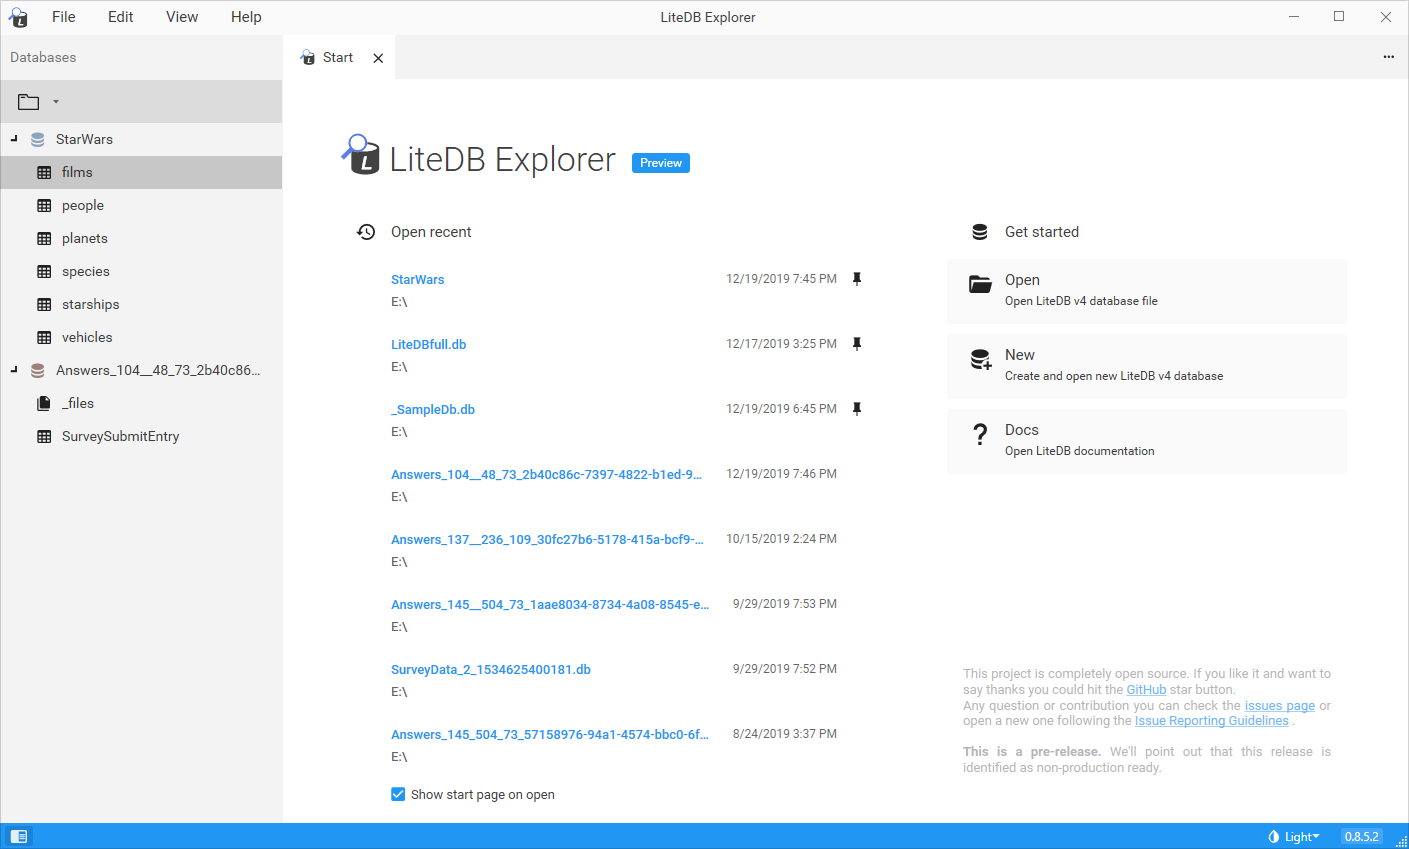 File Edit View Help
LiteDB Explorer
Databases
Start
StarWars
films
people
planets
species
starships
vehicles
Answers_104__48_73_2b40c86...
_files
SurveySubmitEntry
L LiteDB Explorer Preview
Open recent
StarWars 12/19/2019 7:45 PM
E:\
LiteDBfull.db 12/17/2019 3:25 PM
E:\
_SampleDb.db 12/19/2019 6:45 PM
E:\
Answers_104__48_73_2b40c86c-7397-4822-b1ed-9... 12/19/2019 7:46 PM
E:\
Answers_137__236_109_30fc27b6-5178-415a-bcf9-... 10/15/2019 2:24 PM
E:\
Answers_145__504_73_1aae8034-8734-4a08-8545-e... 9/29/2019 7:53 PM
E:\
SurveyData_2_1534625400181.db 9/29/2019 7:52 PM
E:\
Answers_145_504_73_57158976-94a1-4574-bbc0-6f... 8/24/2019 3:37 PM
E:\
Show start page on open
Get started
Open
Open LiteDB v4 database file
New
Create and open new LiteDB v4 database
Docs
Open LiteDB documentation
This project is completely open source. If you like it and want to
say thanks you could hit the GitHub star button.
Any question or contribution you can check the issues page or
open a new one following the Issue Reporting Guidelines .
This is a pre-release. We'll point out that this release is
identified as non-production ready.
Light 0.8.5.2